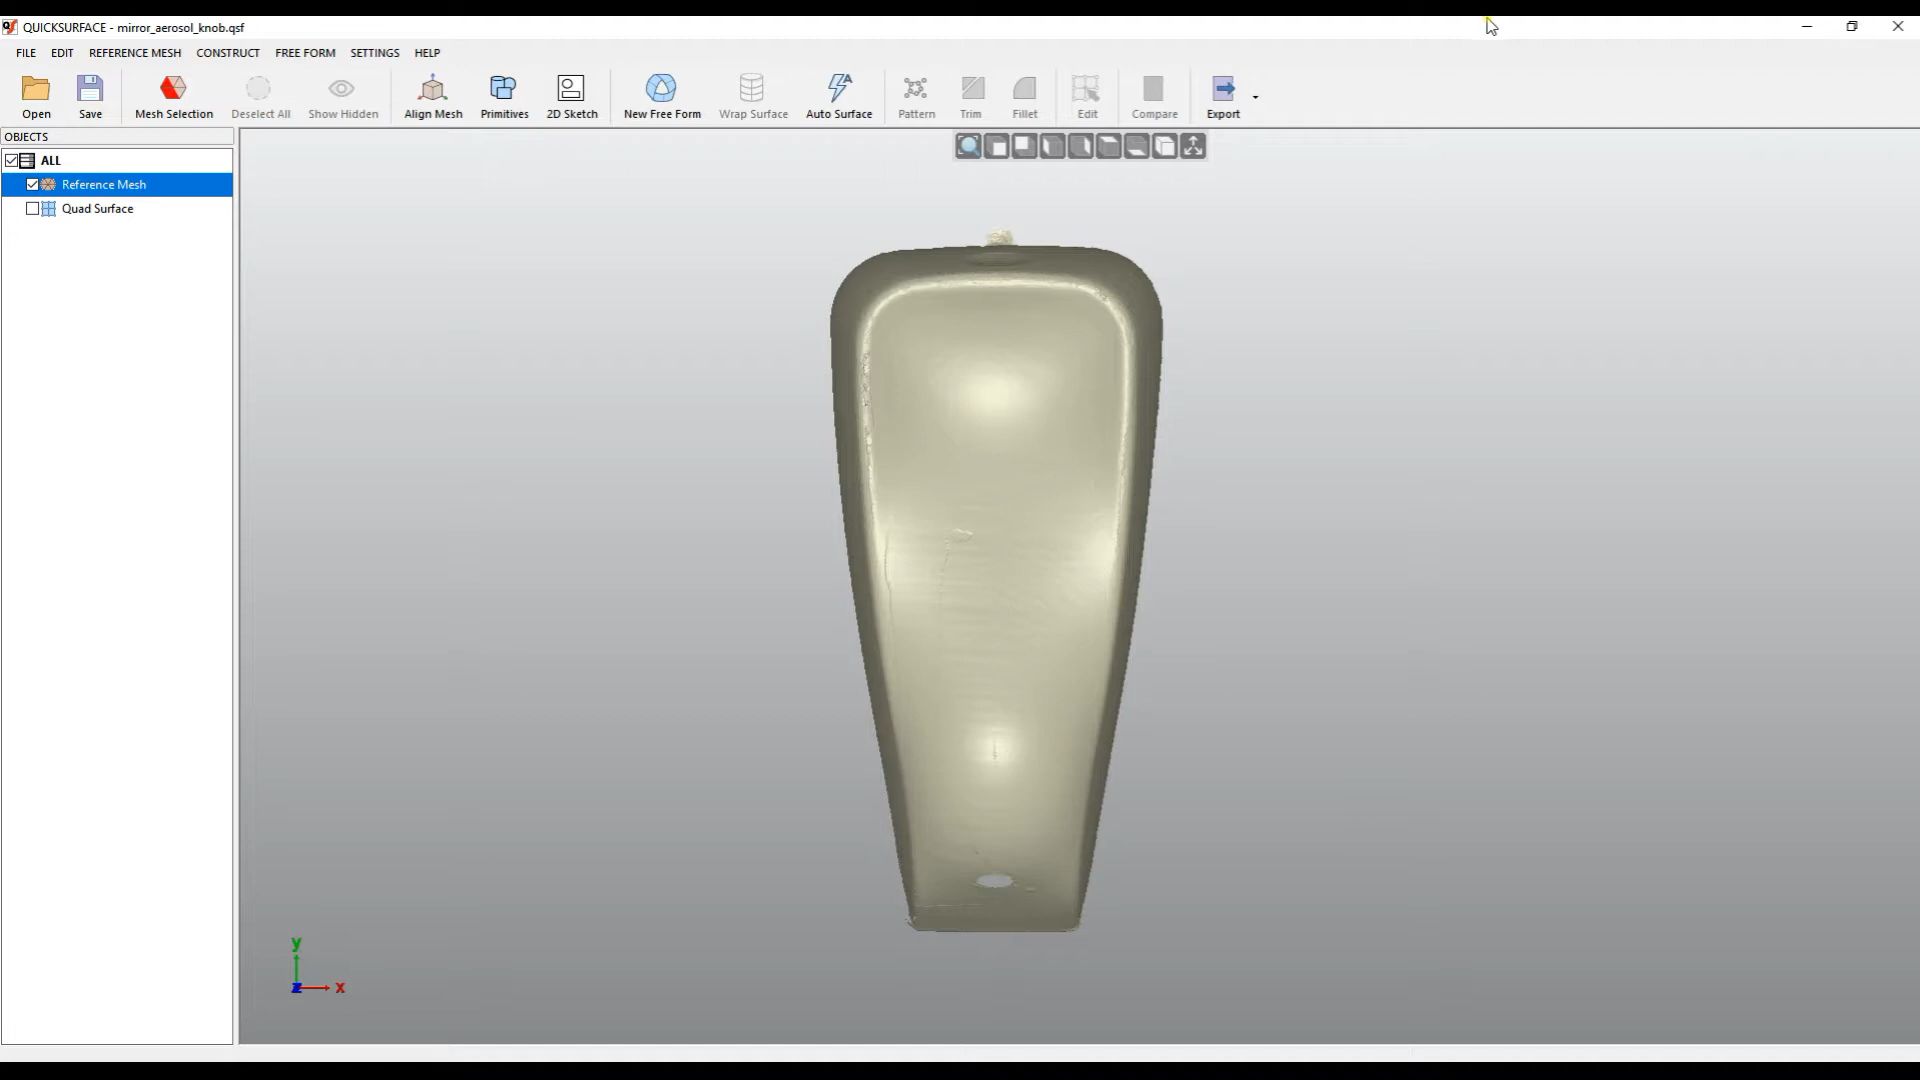 QUICKSURFACE - mirror_aerosol_knob.qsf
FILE EDIT REFERENCE MESH CONSTRUCT FREE FORM SETTINGS HELP
Open Save Mesh Selection Deselect All Show Hidden Align Mesh Primitives 2D Sketch New Free Form Wrap Surface Auto Surface Pattern Trim Fillet Edit Compare Export
OBJECTS
ALL
Reference Mesh
Quad Surface
y
z x